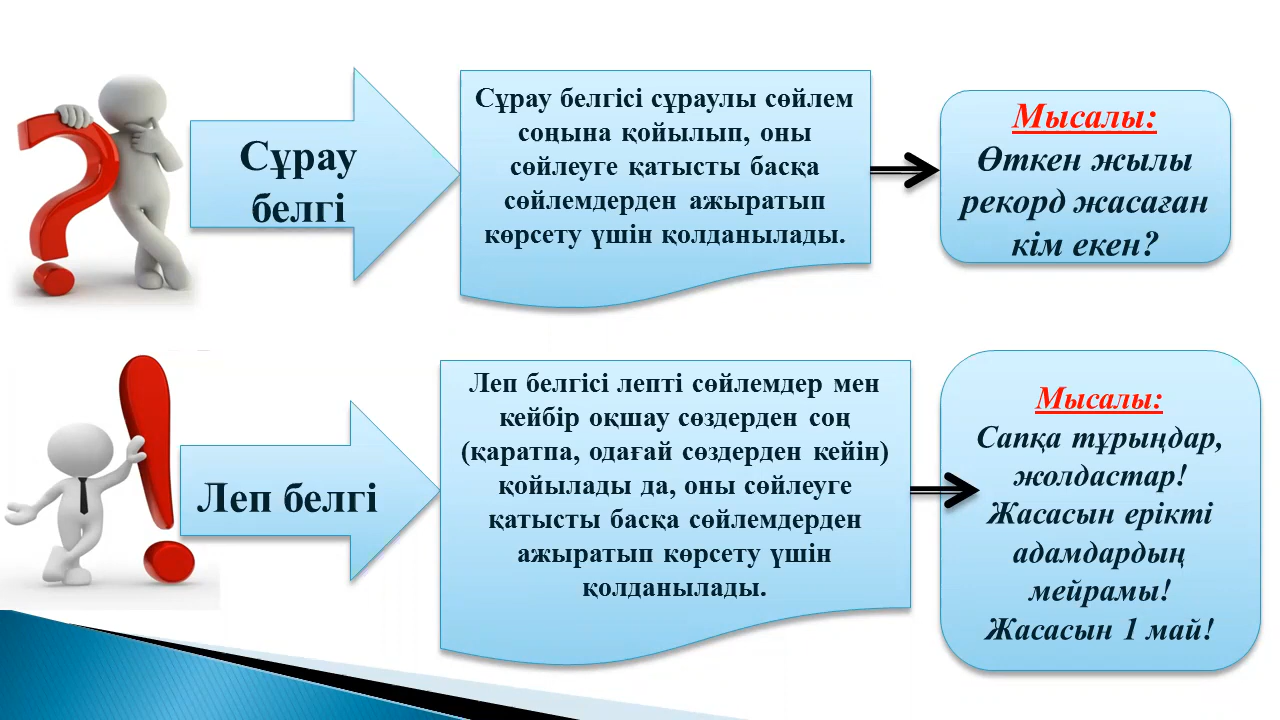 Сұрау
белгі
Сұрау белгісі сұраулы сөйлем
соңына қойылып, оны
сөйлеуге қатысты басқа
сөйлемдерден ажыратып
көрсету үшін қолданылады.
Мысалы:
Өткен жылы
рекорд жасаған
кім екен?
Леп белгі
Леп белгісі лепті сөйлемдер мен
кейбір оқшау сөздерден соң
(қаратпа, одағай сөздерден кейін)
қойылады да, оны сөйлеуге
қатысты басқа сөйлемдерден
ажыратып көрсету үшін
қолданылады.
Мысалы:
Сапқа тұрыңдар,
жолдастар!
Жасасын ерікті
адамдардың
мейрамы!
Жасасын 1 май!